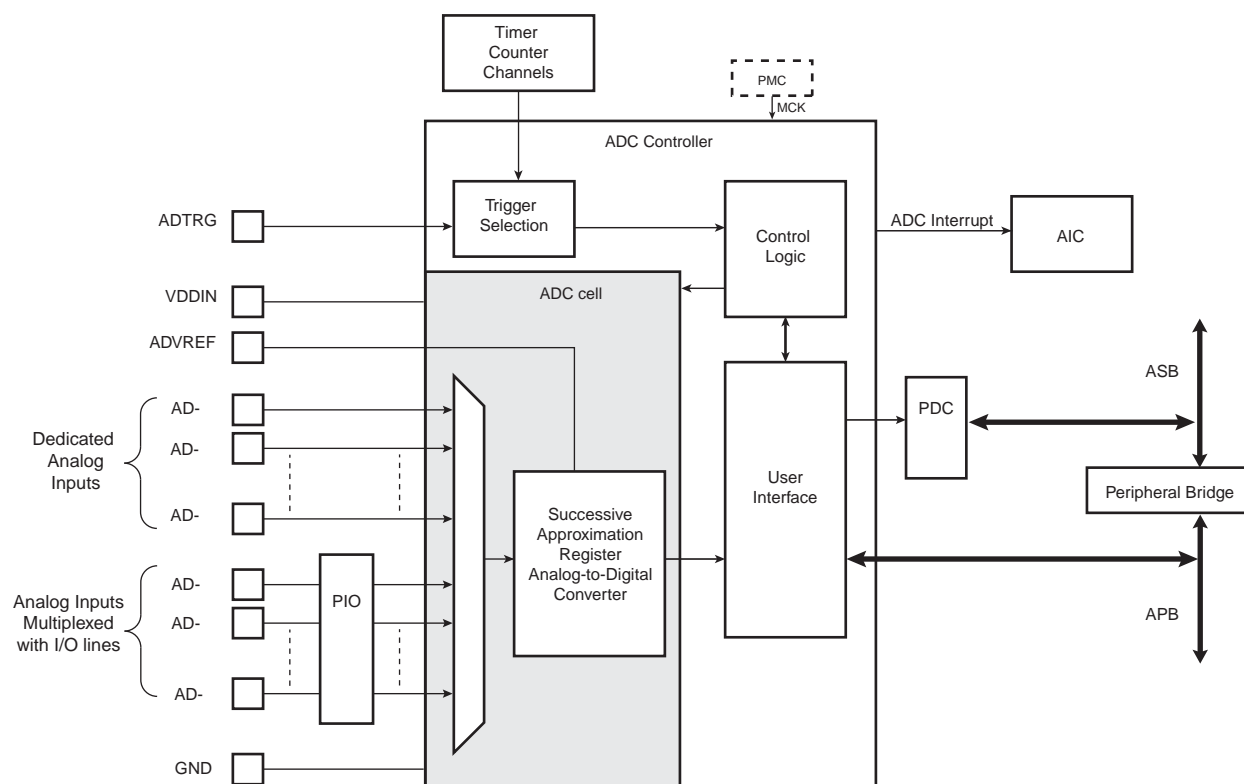 Timer
Counter
Channels
PMC
MCK
ADC Controller
Trigger
Selection
Control
Logic
ADC Interrupt
AIC
ADTRG
VDDIN
ADVREF
ADC cell
AD-
AD-
AD-
Dedicated
Analog
Inputs
AD-
AD-
AD-
Analog Inputs
Multiplexed
with I/O lines
PIO
GND
Successive
Approximation
Register
Analog-to-Digital
Converter
User
Interface
PDC
ASB
Peripheral Bridge
APB